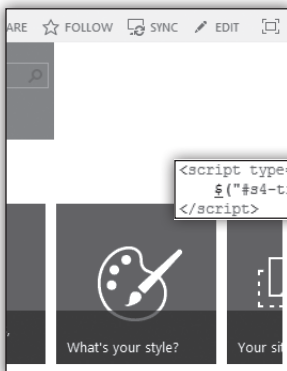 ARE FOLLOW SYNC EDIT
<script type=
$("#s4-t
</script>
What's your style?
Your sit